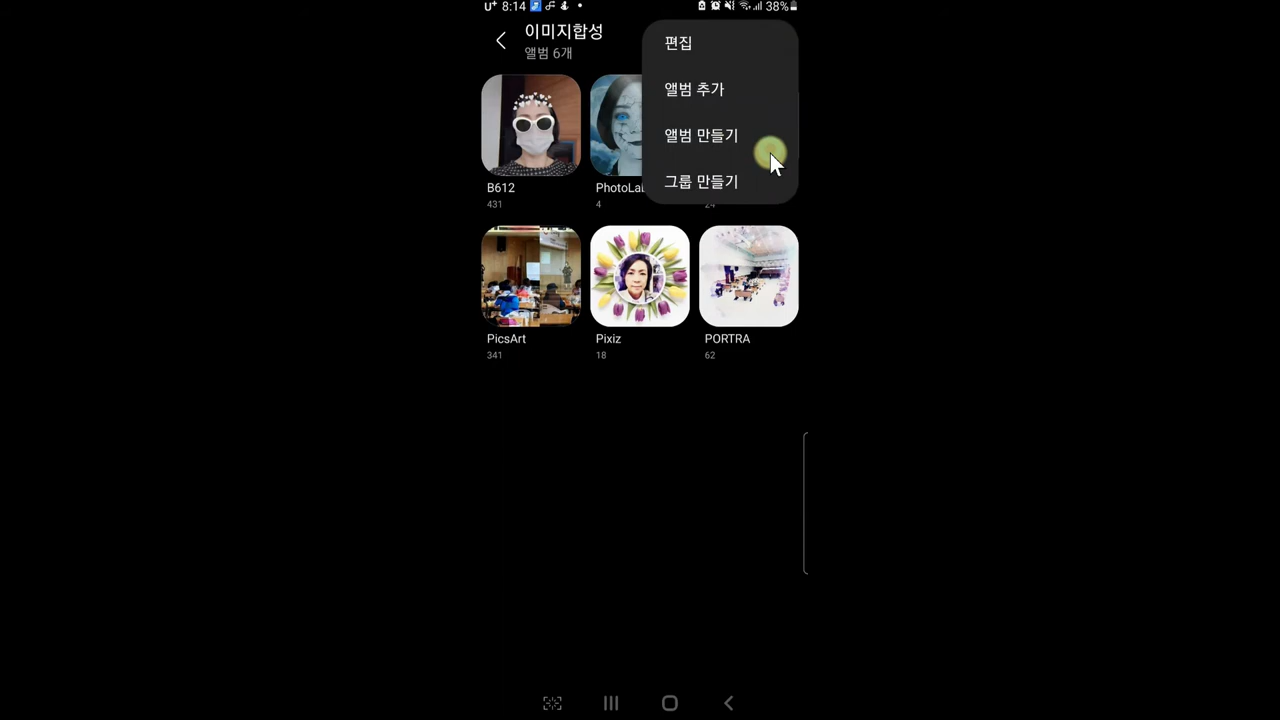 U+ 8:14 38%
이미지합성
앨범 6개
편집
앨범 추가
앨범 만들기
그룹 만들기
B612
431
PhotoLa
4
24
PicsArt
341
Pixiz
18
PORTRA
62